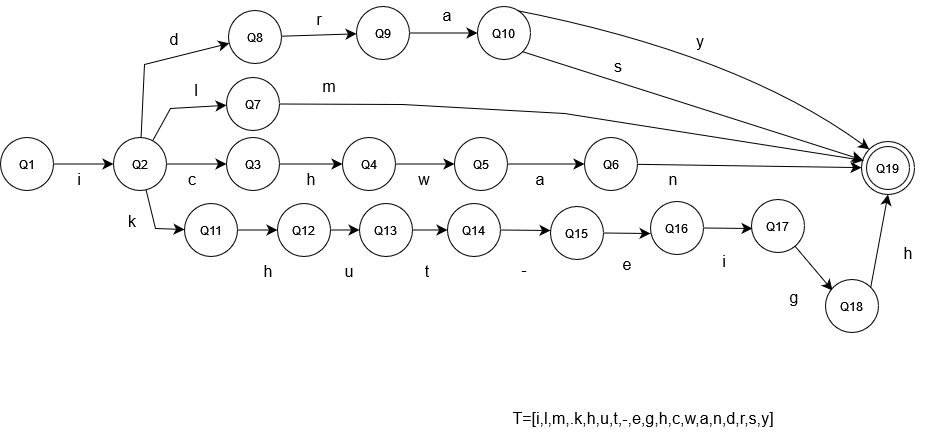 d
r
a
y
Q8
Q9
Q10
s
l
m
Q7
Q1
i
Q2
c
Q3
h
Q4
w
Q5
a
Q6
n
Q19
k
Q11
h
Q12
u
Q13
t
Q14
-
Q15
e
Q16
i
Q17
g
Q18
h
T=[i,l,m,.k,h,u,t,-,e,g,h,c,w,a,n,d,r,s,y]